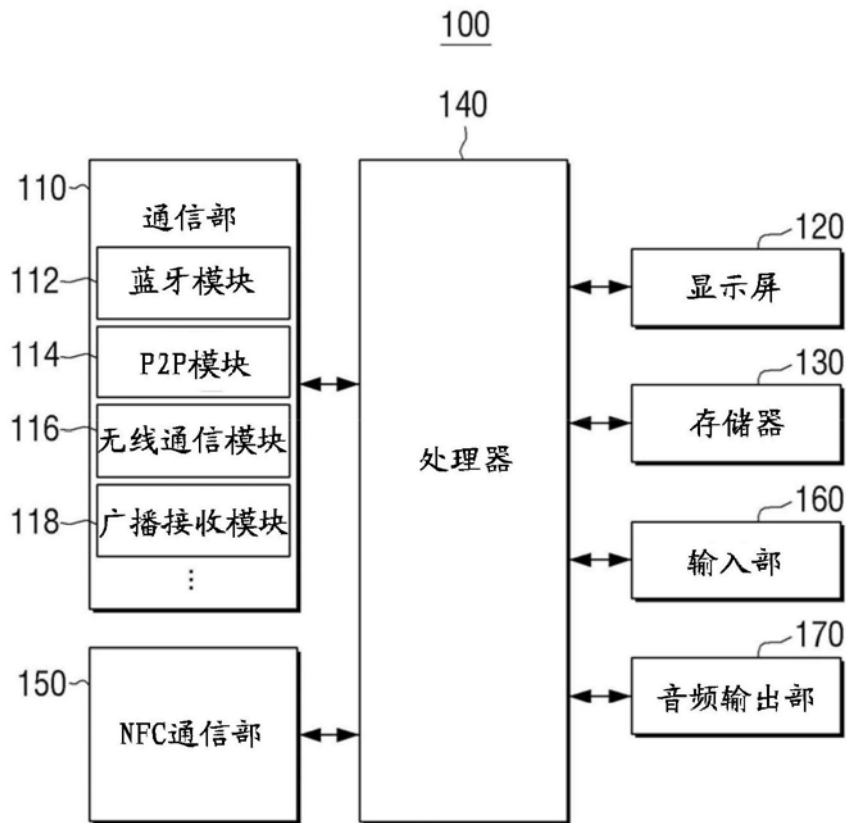 100
140
110
通信部
112
蓝牙模块
114
P2P模块
116
无线通信模块
118
广播接收模块
⋮
150
NFC通信部
处理器
120
显示屏
130
存储器
160
输入部
170
音频输出部